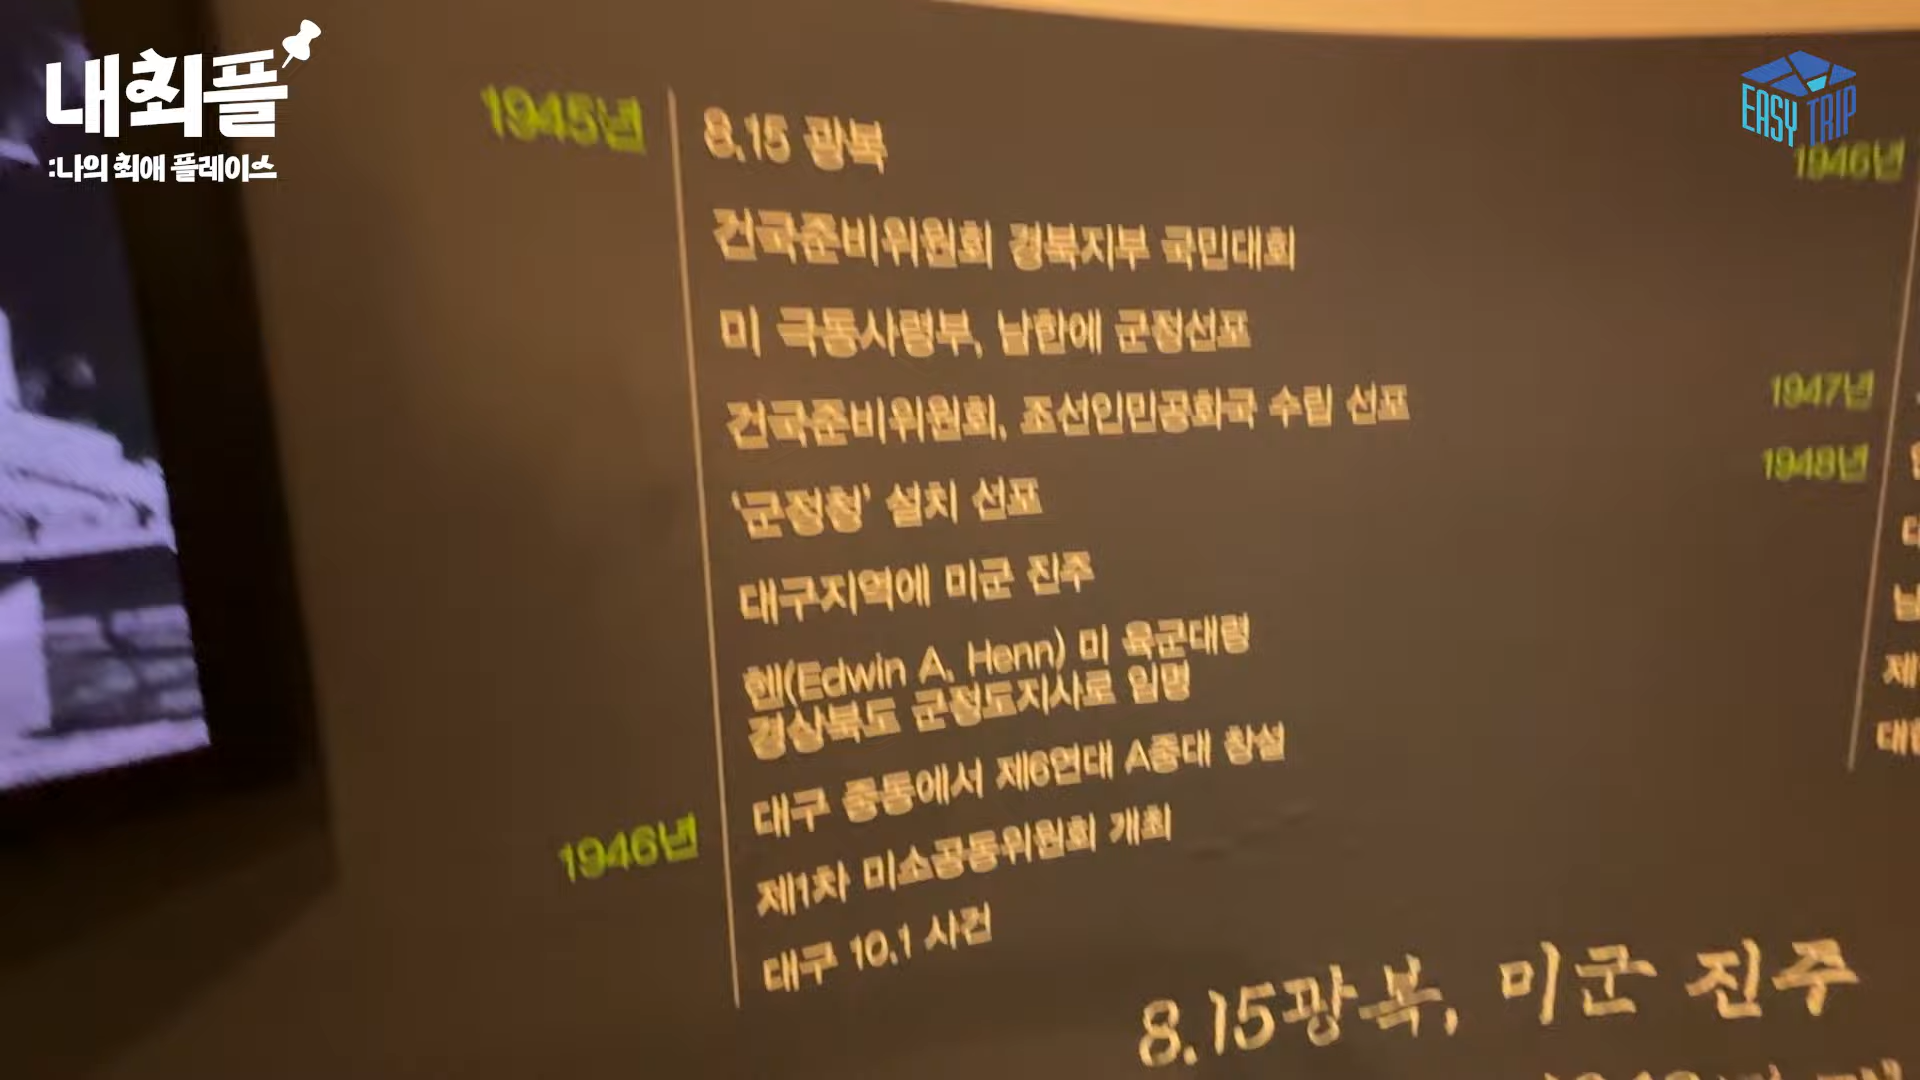 내최플
:나의 최애 플레이스
EASY TRIP
1945년
8.15 광복
건국준비위원회 경북지부 국민대회
미 극동사령부, 남한에 군정선포
건국준비위원회, 조선인민공화국 수립 선포
'군정청' 설치 선포
대구지역에 미군 진주
헨(Edwin A. Henn) 미 육군대령
경상북도 군정도지사로 임명
대구 중동에서 제6연대 A중대 창설
1946년
제1차 미소공동위원회 개최
대구 10.1 사건
1946년
1947년
1948년
8.15광복, 미군 진주